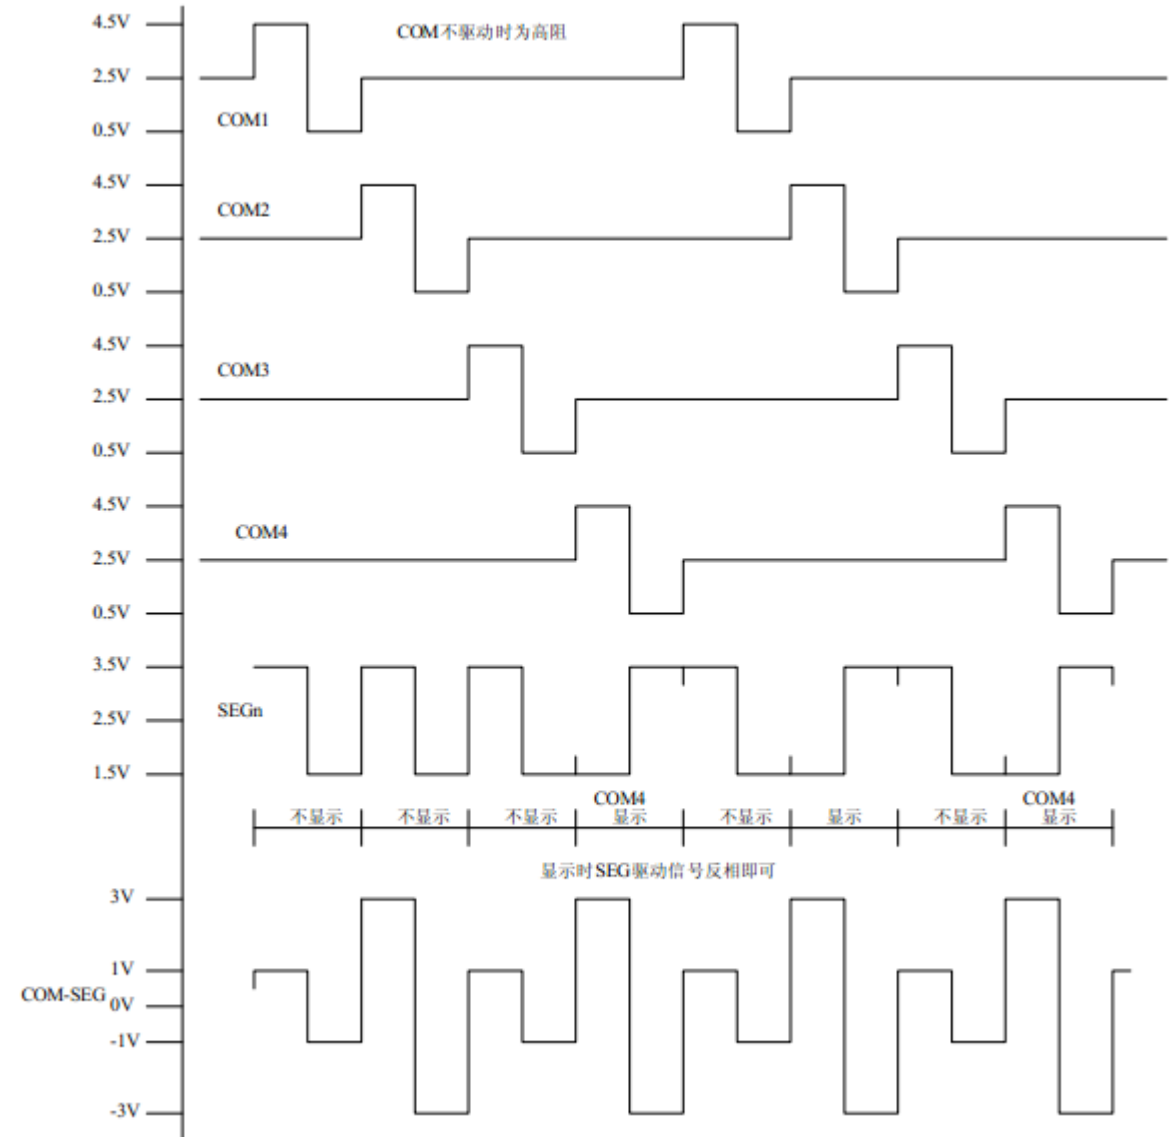 4.5V
COM不驱动时为高阻
2.5V
COM1
0.5V
4.5V
COM2
2.5V
0.5V
4.5V
COM3
2.5V
0.5V
4.5V
COM4
2.5V
0.5V
3.5V
SEGn
2.5V
1.5V
COM4 COM4
不显示 不显示 不显示 显示 不显示 显示 不显示 显示
显示时SEG驱动信号反相即可
3V
1V
COM-SEG 0V
-1V
-3V